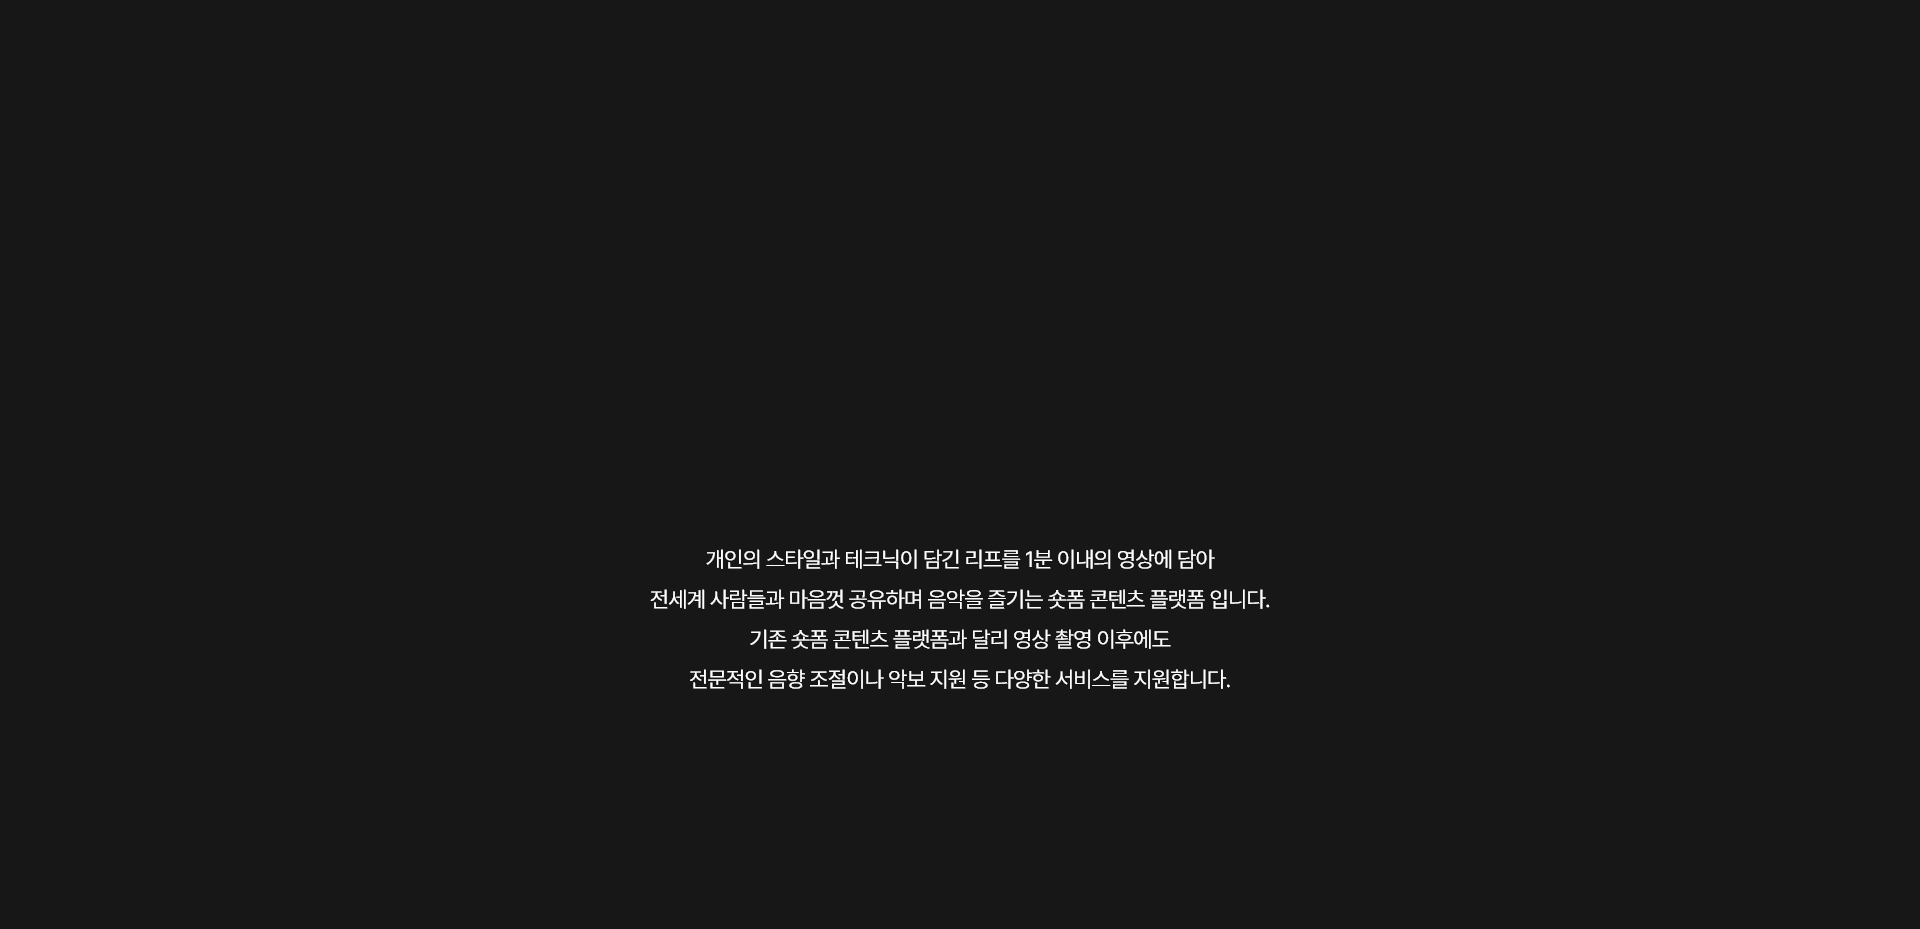 개인의 스타일과 테크닉이 담긴 리프를 1분 이내의 영상에 담아
전세계 사람들과 마음껏 공유하며 음악을 즐기는 숏폼 콘텐츠 플랫폼 입니다.
기존 숏폼 콘텐츠 플랫폼과 달리 영상 촬영 이후에도
전문적인 음향 조절이나 악보 지원 등 다양한 서비스를 지원합니다.